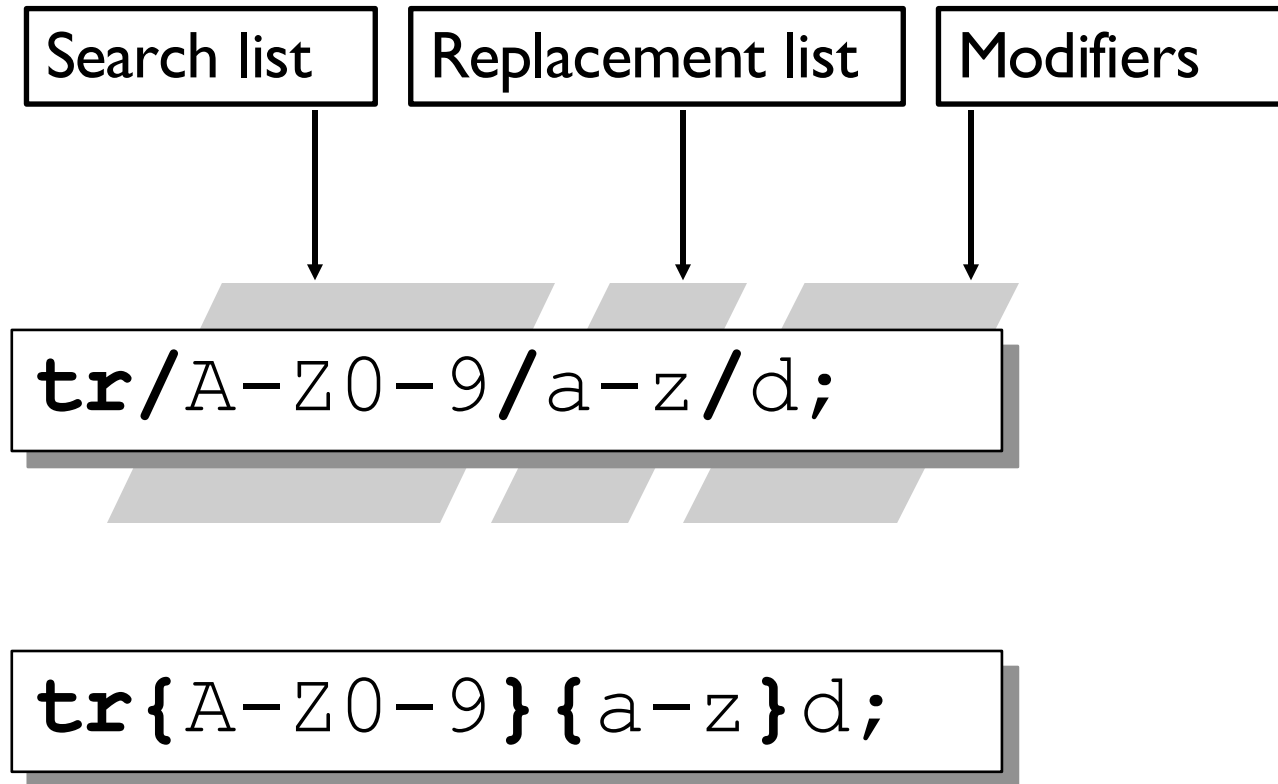 Search list Replacement list Modifiers
tr/A-Z0-9/a-z/d;
tr{A-Z0-9}{a-z}d;